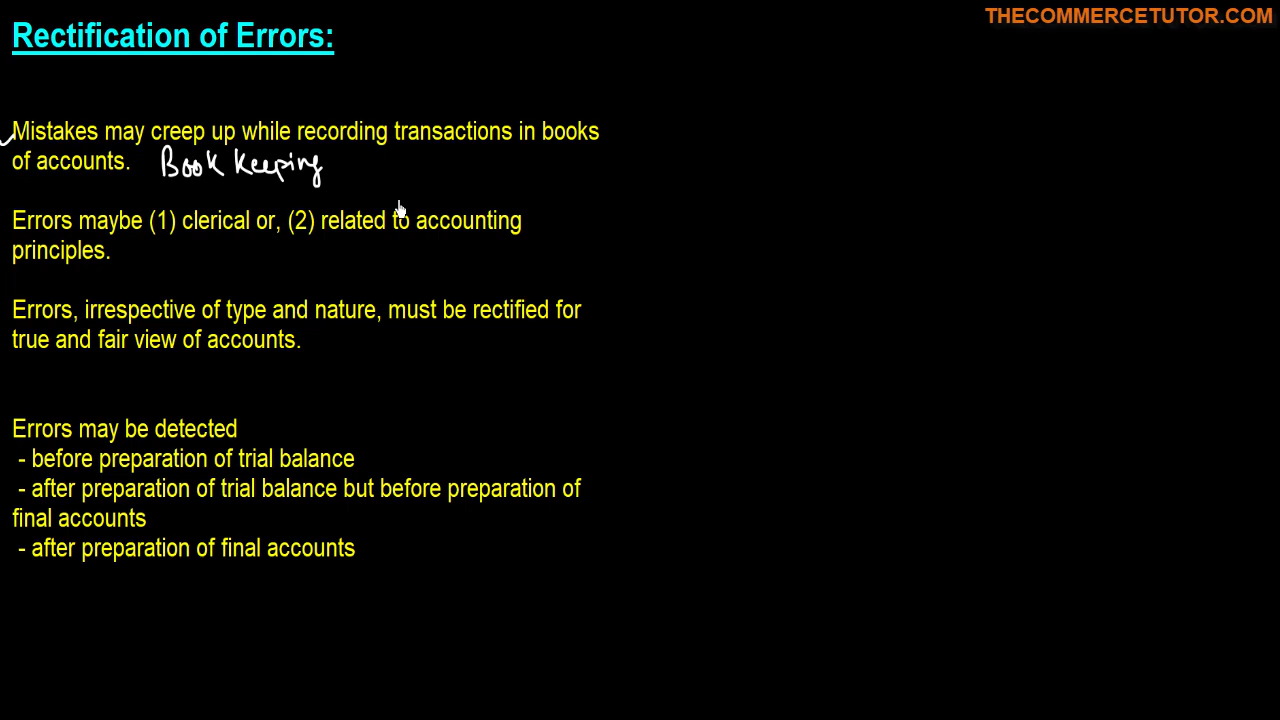 THECOMMERCETUTOR.COM
Rectification of Errors:
Mistakes may creep up while recording transactions in books
of accounts. Book keeping
Errors maybe (1) clerical or, (2) related to accounting
principles.
Errors, irrespective of type and nature, must be rectified for
true and fair view of accounts.
Errors may be detected
- before preparation of trial balance
- after preparation of trial balance but before preparation of
final accounts
- after preparation of final accounts